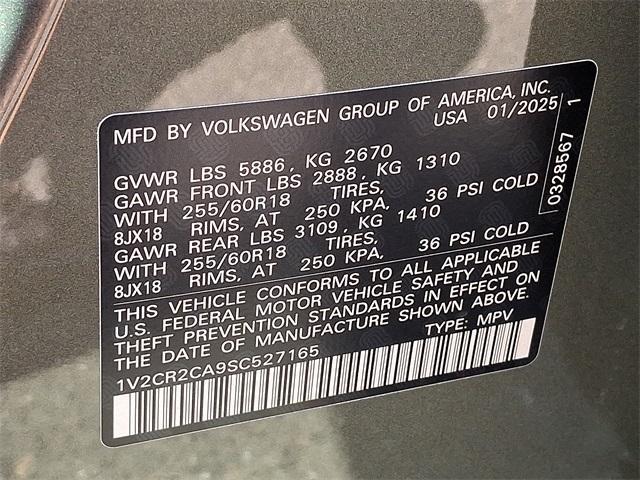 MFD BY VOLKSWAGEN GROUP OF AMERICA, INC.
USA 01/2025
GVWR LBS 5886, KG 2670
GAWR FRONT LBS 2888, KG 1310
WITH 255/60R18 TIRES,
8JX18 RIMS, AT 250 KPA, 36 PSI COLD
GAWR REAR LBS 3109, KG 1410
WITH 255/60R18 TIRES,
8JX18 RIMS, AT 250 KPA, 36 PSI COLD
THIS VEHICLE CONFORMS TO ALL APPLICABLE
U.S. FEDERAL MOTOR VEHICLE SAFETY AND
THEFT PREVENTION STANDARDS IN EFFECT ON
THE DATE OF MANUFACTURE SHOWN ABOVE.
TYPE: MPV
1V2CR2CA9SC527165
0328567 1